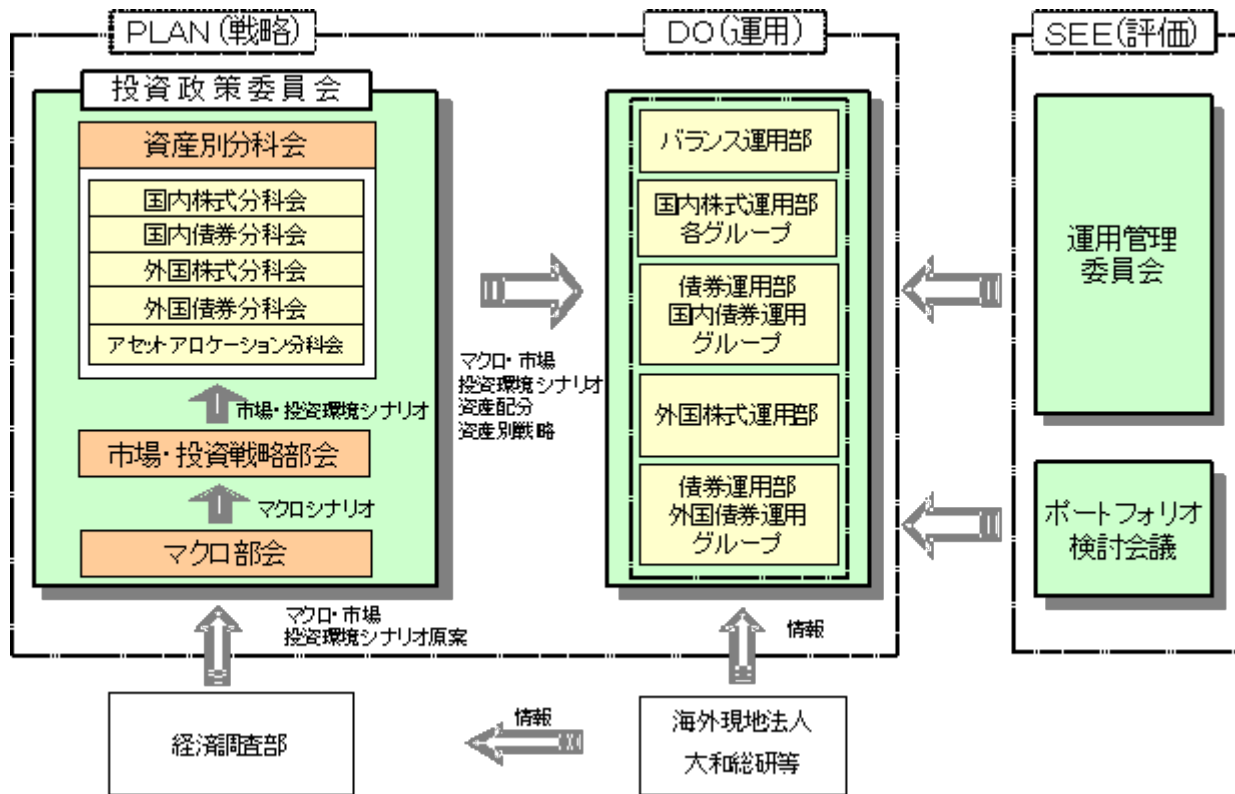 PLAN(戦略)
投資政策委員会
資産別分科会
国内株式分科会
国内債券分科会
外国株式分科会
外国債券分科会
アセットアロケーション分科会
市場・投資環境シナリオ
市場・投資戦略部会
マクロシナリオ
マクロ部会
マクロ・市場
投資環境シナリオ原案
経済調査部
マクロ・市場
投資環境シナリオ
資産配分
資産別戦略
DO(運用)
バランス運用部
国内株式運用部
各グループ
債券運用部
国内債券運用
グループ
外国株式運用部
債券運用部
外国債券運用
グループ
情報
情報
海外現地法人
大和総研等
SEE(評価)
運用管理
委員会
ポートフォリオ
検討会議